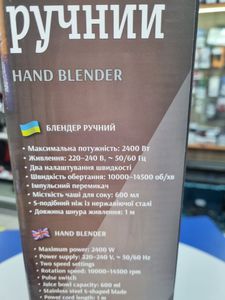 ручний
HAND BLENDER
БЛЕНДЕР РУЧНИЙ
• Максимальна потужність: 2400 Вт
• Живлення: 220-240 В, ~ 50/60 Гц
• Два налаштування швидкості
• Швидкість обертання: 10000-14500 об/хв
• Імпульсний перемикач
• Місткість чаші для соку: 600 мл
• S-подібний ніж із нержавіючої сталі
• Довжина шнура живлення: 1 м
HAND BLENDER
• Maximum power: 2400 W
• Power supply: 220-240 V, ~ 50/60 Hz
• Two speed settings
• Rotation speed: 10000-14500 rpm
• Pulse switch
• Juice bowl capacity: 600 ml
• Stainless steel S-shaped blade
• Power cord length: 1 m